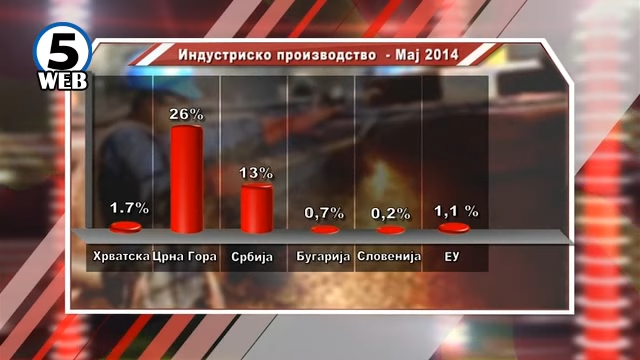 5
WEB
Индустриско производство - Мај 2014
26%
13%
1.7%
0,7%
0,2%
1,1 %
Хрватска Црна Гора Србија Бугарија Словенија ЕУ